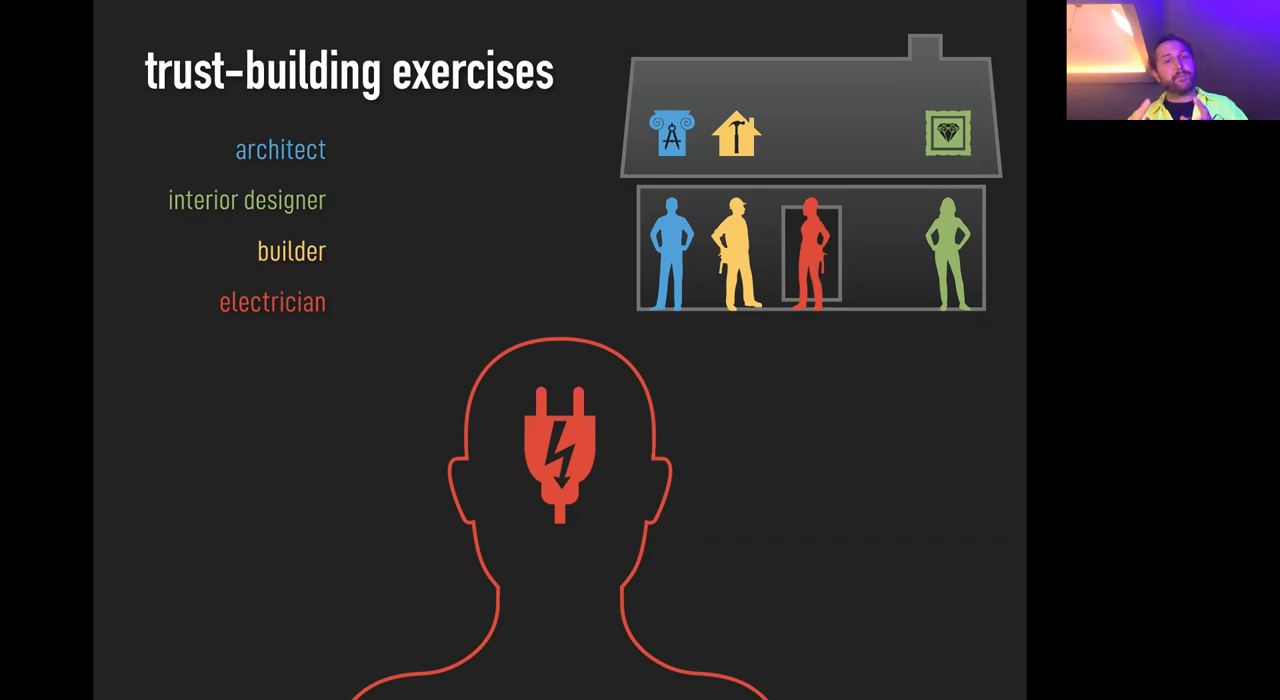 trust-building exercises
architect
interior designer
builder
electrician